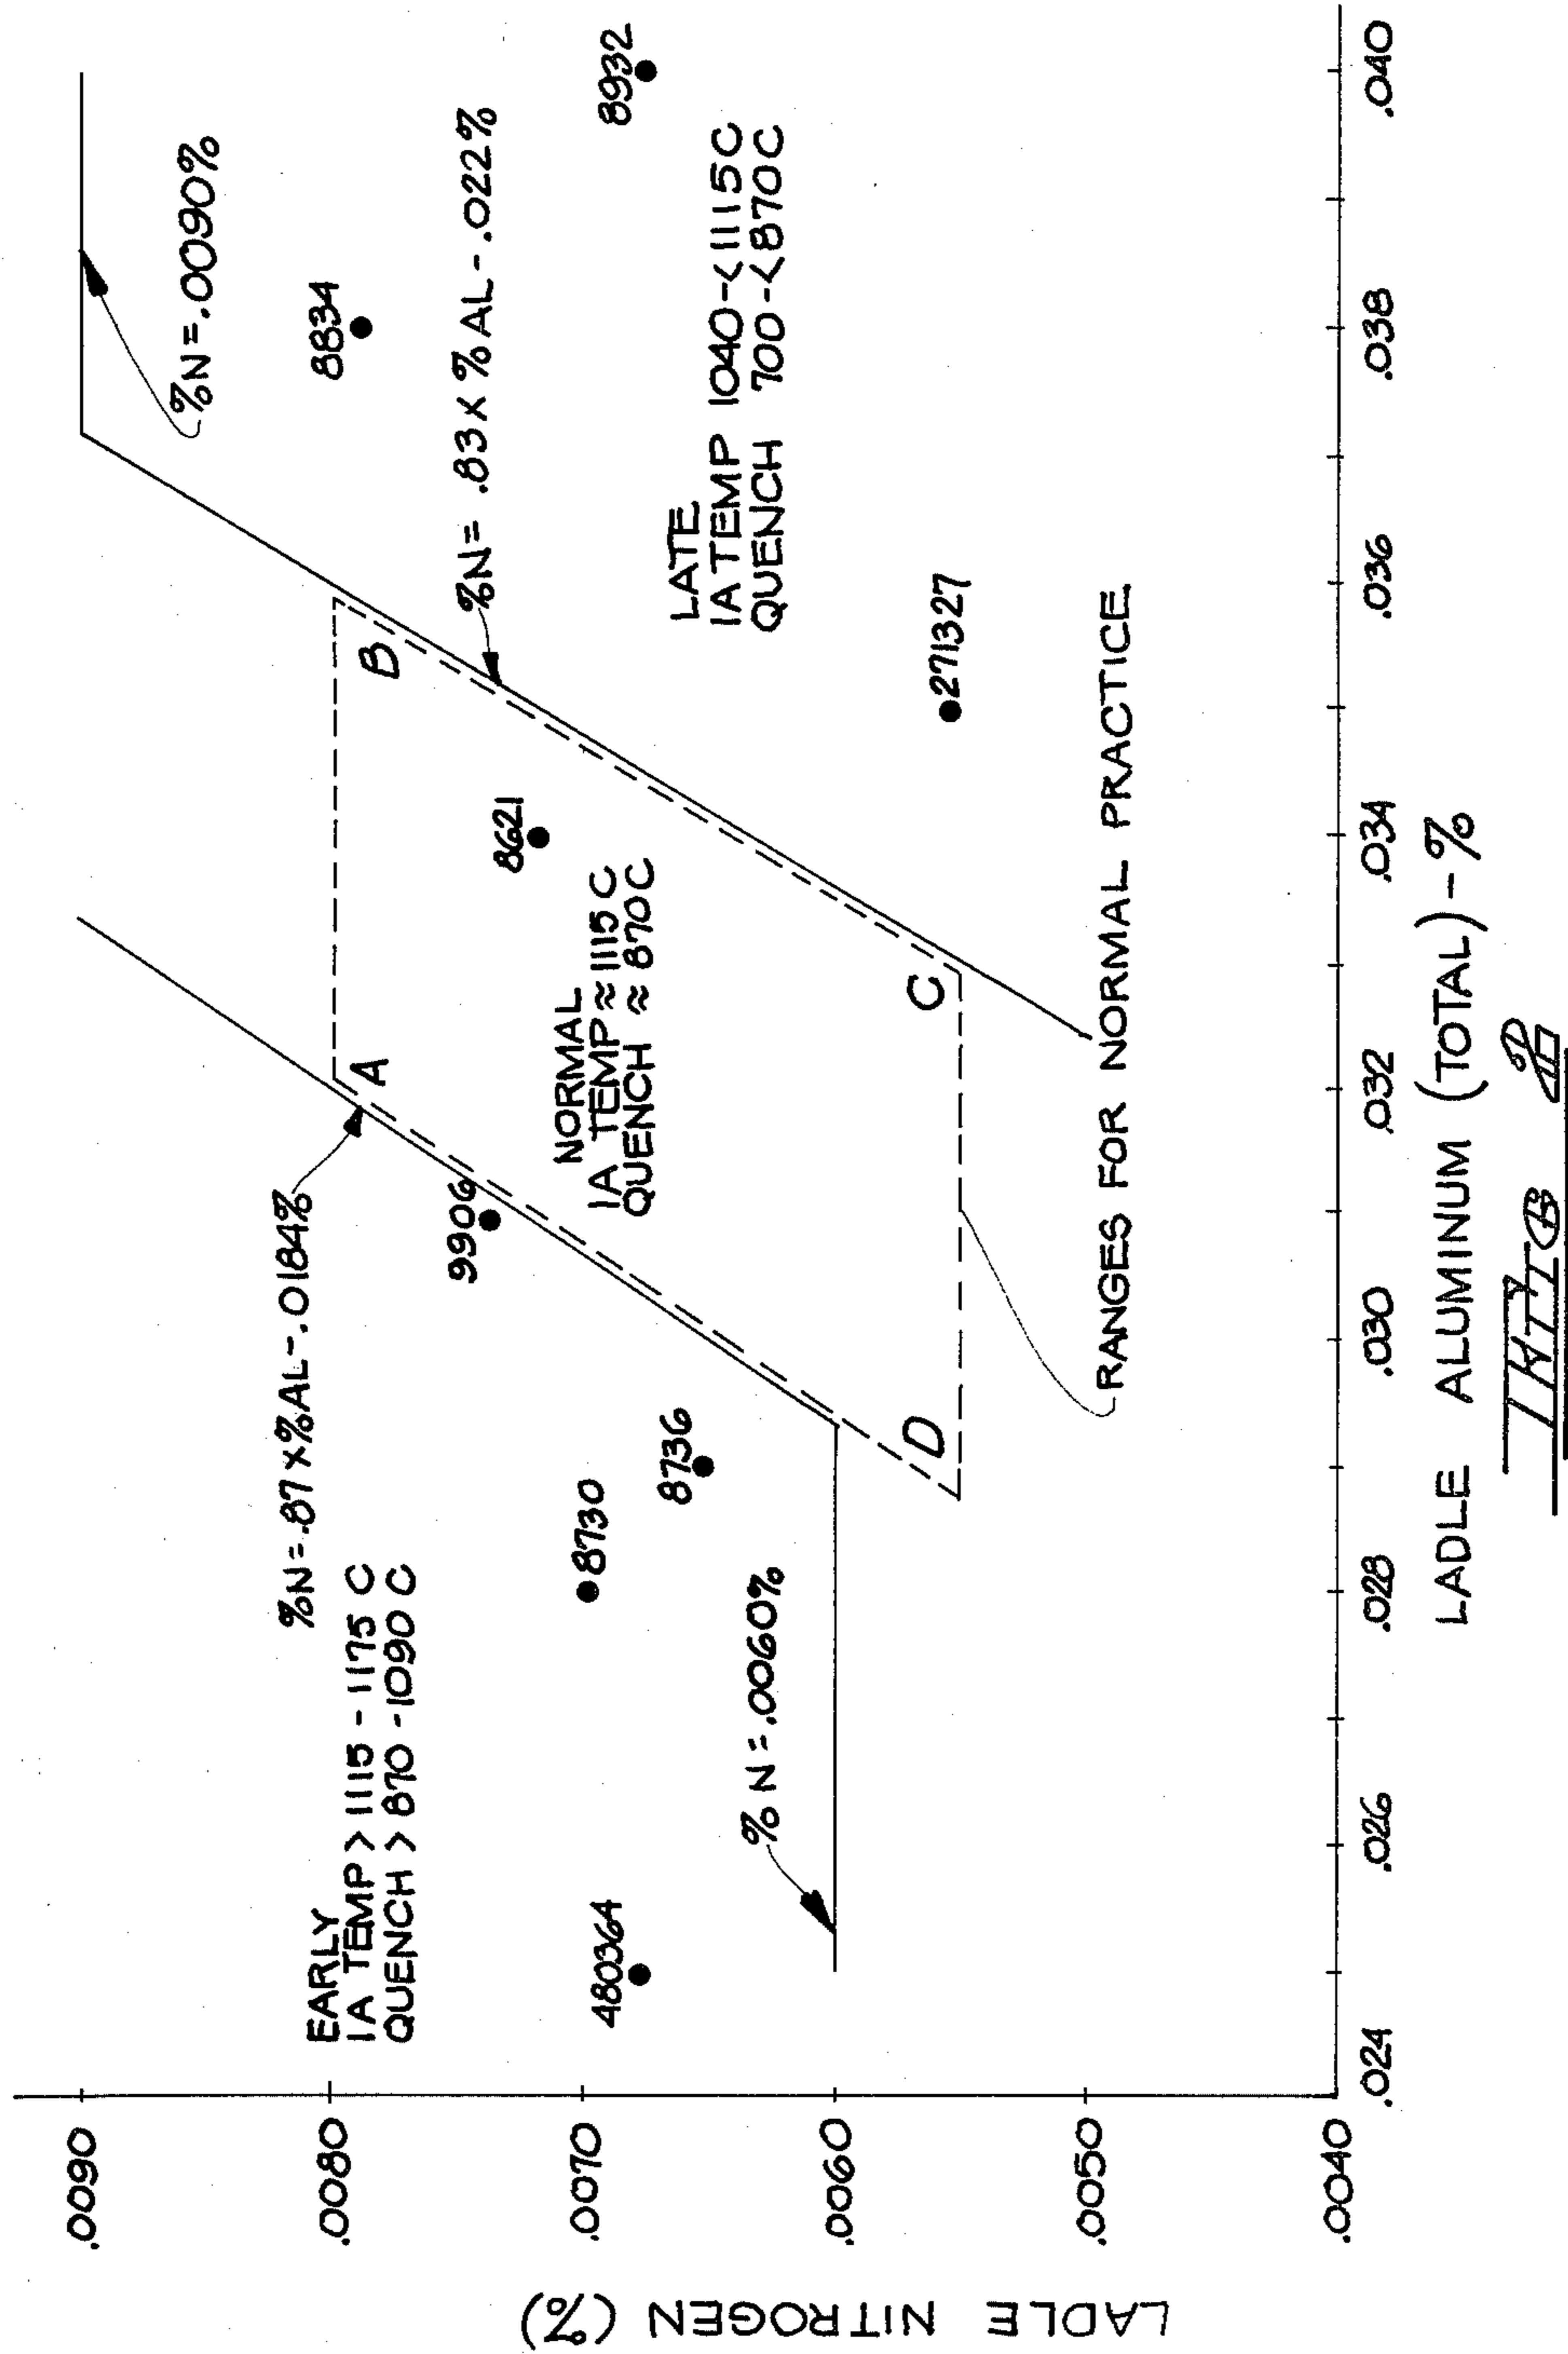 LADLE NITROGEN (%)
.0090
.0080
.0070
.0060
.0050
.0040
.024
.026
.028
.030
.032
.034
.036
.038
.040
LADLE ALUMINUM (TOTAL) - %
EARLY
IA TEMP > 1115 - 1175 C
QUENCH > 870 - 1090 C
%N = .87 x %AL - .0184%
480364
8730
8736
9906
% N = .0060%
A
B
C
D
NORMAL
IA TEMP ≈ 1115 C
QUENCH ≈ 870 C
8621
%N = .0090%
8834
%N = .83 x % AL - .022%
8932
LATE
IA TEMP 1040 - < 1115 C
QUENCH 700 - < 870 C
271327
RANGES FOR NORMAL PRACTICE